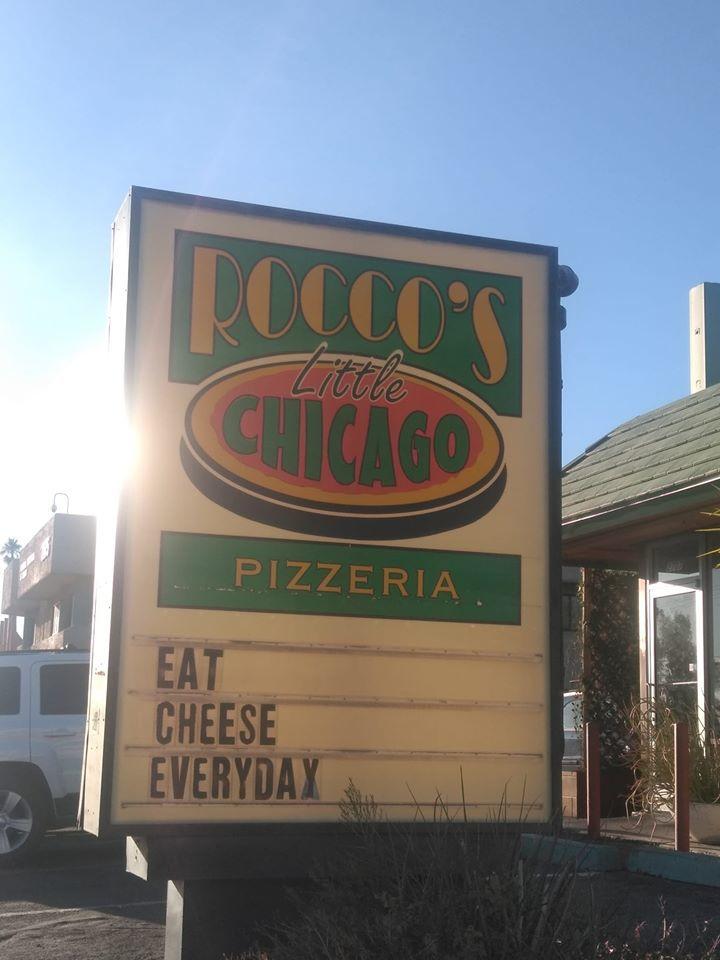 ROCCO'S
Little
CHICAGO
PIZZERIA
EAT
CHEESE
EVERYDAX